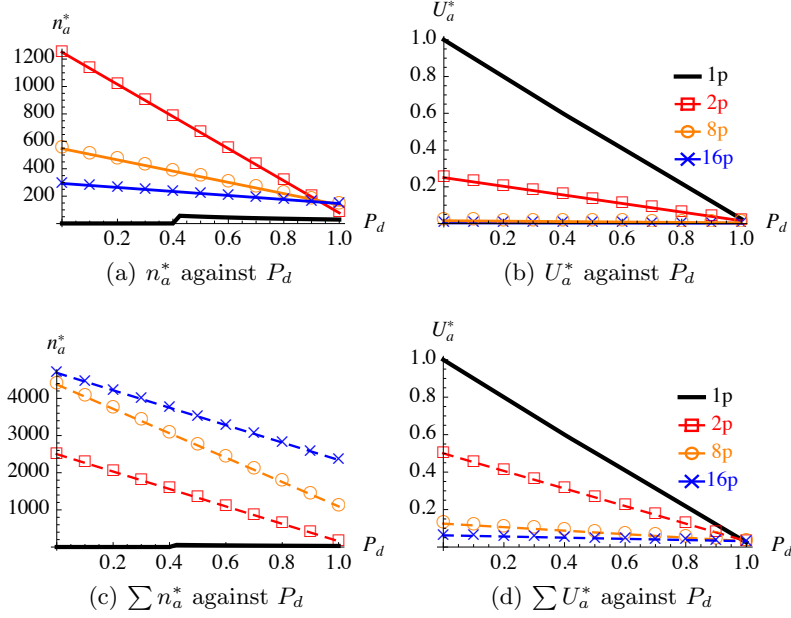 n*a
1200
1000
800
600
400
200
0.2 0.4 0.6 0.8 1.0 Pd
(a) n*a against Pd
U*a
1.0
0.8
0.6
0.4
0.2
0.2 0.4 0.6 0.8 1.0 Pd
1p
2p
8p
16p
(b) U*a against Pd
n*a
4000
3000
2000
1000
0.2 0.4 0.6 0.8 1.0 Pd
(c) ∑ n*a against Pd
U*a
1.0
0.8
0.6
0.4
0.2
0.2 0.4 0.6 0.8 1.0 Pd
1p
2p
8p
16p
(d) ∑ U*a against Pd